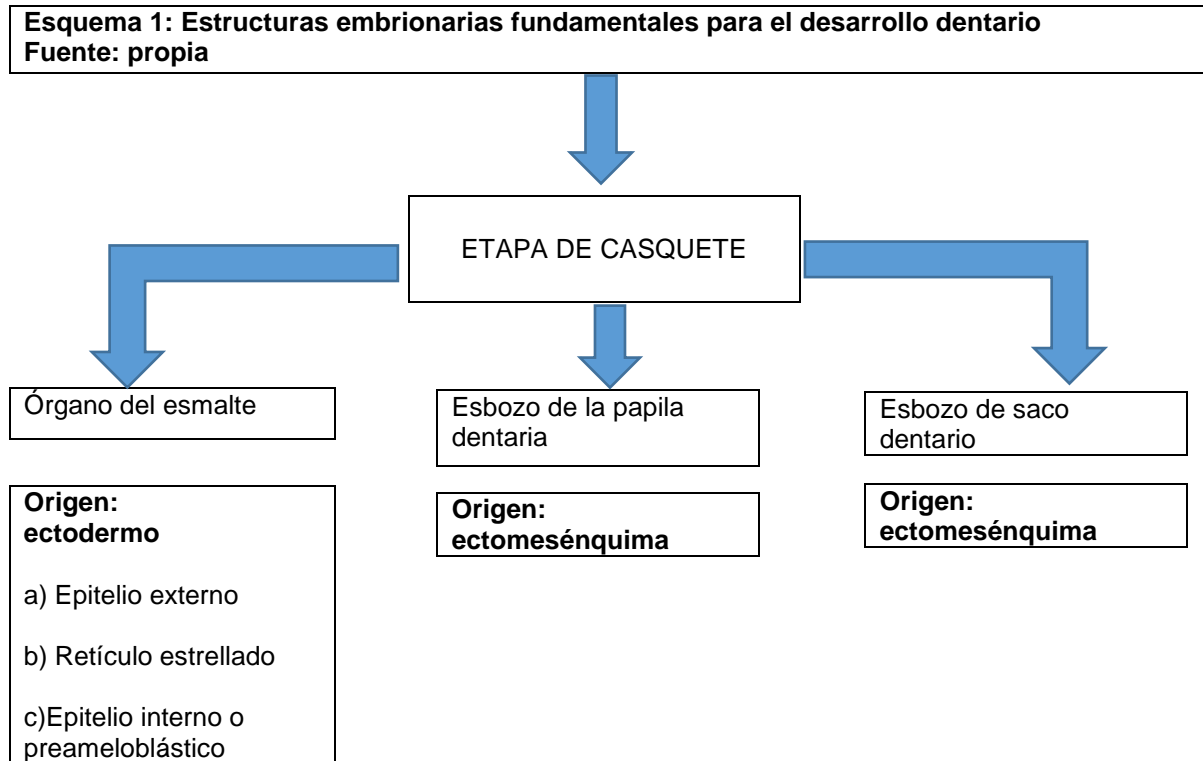 Esquema 1: Estructuras embrionarias fundamentales para el desarrollo dentario
Fuente: propia
ETAPA DE CASQUETE
Órgano del esmalte
Esbozo de la papila
dentaria
Esbozo de saco
dentario
Origen:
ectodermo
a) Epitelio externo
b) Retículo estrellado
c)Epitelio interno o
preameloblástico
Origen:
ectomesénquima
Origen:
ectomesénquima